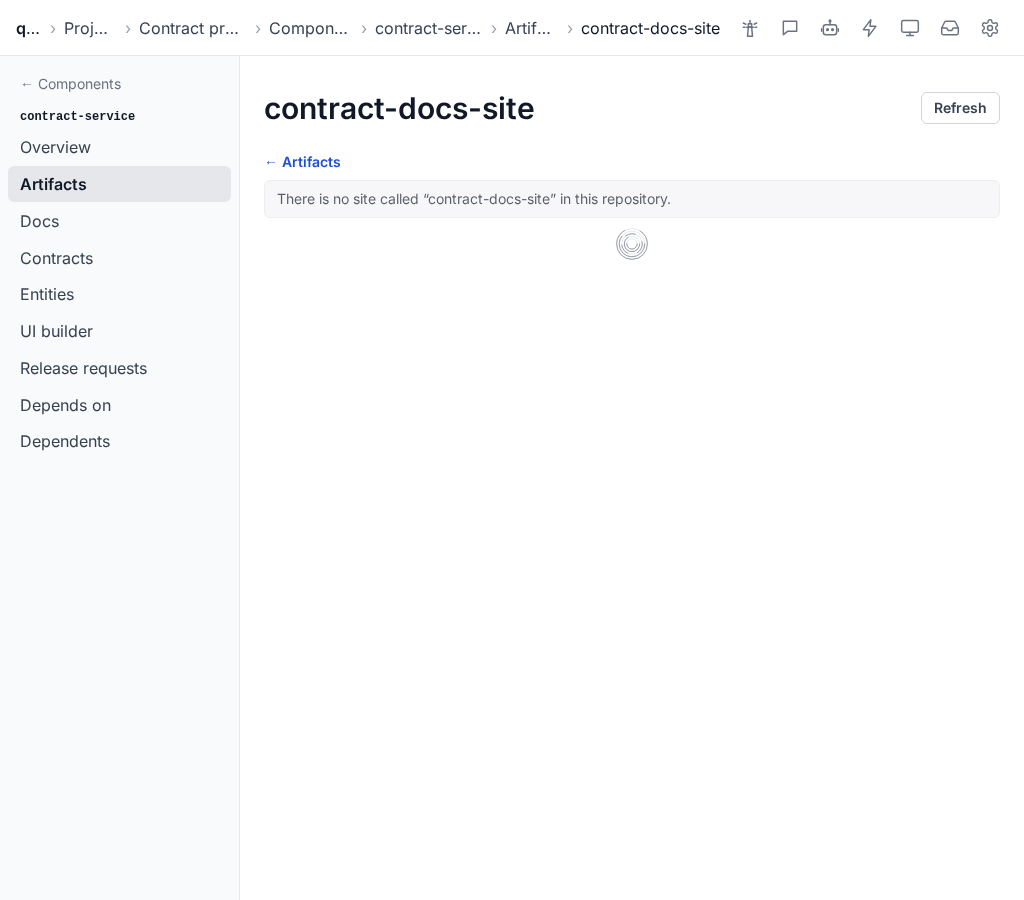 q... › Proj... › Contract pr... › Compon... › contract-ser... › Artif... › contract-docs-site
← Components
contract-service
Overview
Artifacts
Docs
Contracts
Entities
UI builder
Release requests
Depends on
Dependents
contract-docs-site
Refresh
← Artifacts
There is no site called “contract-docs-site” in this repository.